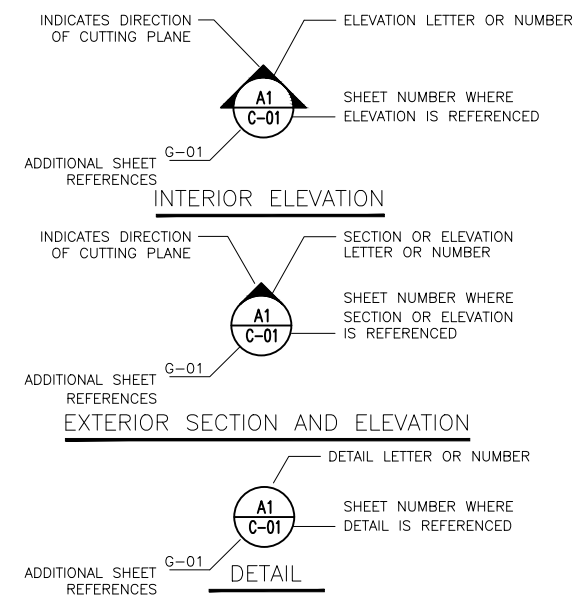 INDICATES DIRECTION
OF CUTTING PLANE
ELEVATION LETTER OR NUMBER
A1
C-01
SHEET NUMBER WHERE
ELEVATION IS REFERENCED
G-01
ADDITIONAL SHEET
REFERENCES
INTERIOR ELEVATION
INDICATES DIRECTION
OF CUTTING PLANE
SECTION OR ELEVATION
LETTER OR NUMBER
A1
C-01
SHEET NUMBER WHERE
SECTION OR ELEVATION
IS REFERENCED
G-01
ADDITIONAL SHEET
REFERENCES
EXTERIOR SECTION AND ELEVATION
DETAIL LETTER OR NUMBER
A1
C-01
SHEET NUMBER WHERE
DETAIL IS REFERENCED
G-01
ADDITIONAL SHEET
REFERENCES
DETAIL